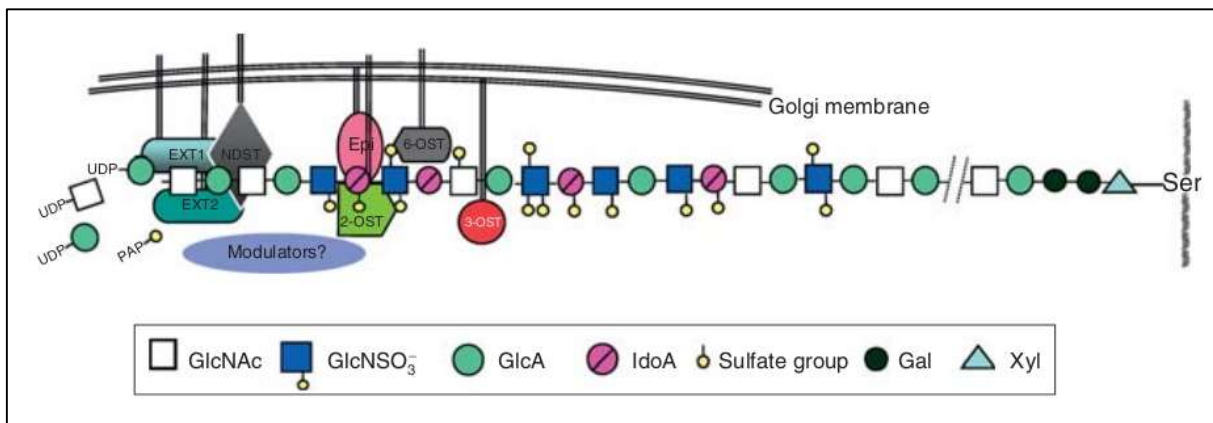 Golgi membrane
Epi
6-OST
UDP
EXT1
NDST
Ser
UDP
EXT2
2-OST
3-OST
UDP
PAP
Modulators?
GlcNAc
GlcNSO₃⁻
GlcA
IdoA
Sulfate group
Gal
Xyl